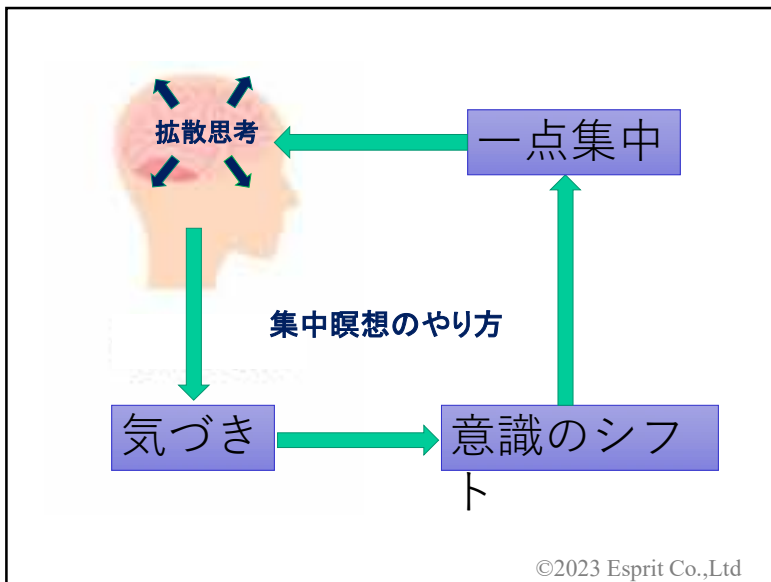 拡散思考
一点集中
集中瞑想のやり方
気づき
意識のシフ
ト
©2023 Esprit Co.,Ltd